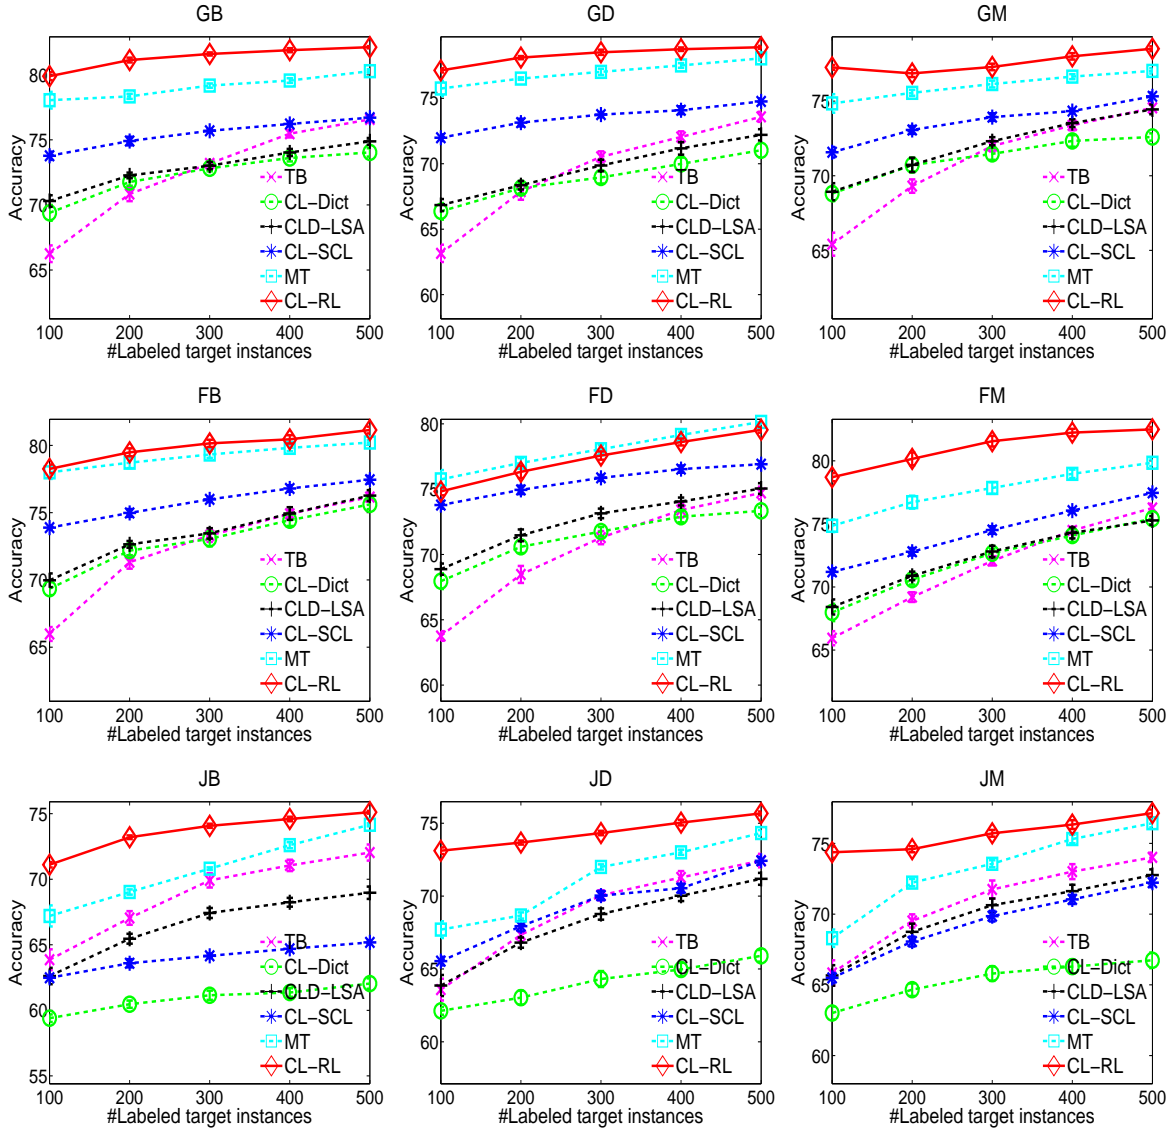 GB
GD
GM
80
75
70
65
Accuracy
TB
CL-Dict
CLD-LSA
CL-SCL
MT
CL-RL
100 200 300 400 500
#Labeled target instances
75
70
65
60
Accuracy
TB
CL-Dict
CLD-LSA
CL-SCL
MT
CL-RL
100 200 300 400 500
#Labeled target instances
75
70
65
Accuracy
TB
CL-Dict
CLD-LSA
CL-SCL
MT
CL-RL
100 200 300 400 500
#Labeled target instances
FB
FD
FM
80
75
70
65
Accuracy
TB
CL-Dict
CLD-LSA
CL-SCL
MT
CL-RL
100 200 300 400 500
#Labeled target instances
80
75
70
65
60
Accuracy
TB
CL-Dict
CLD-LSA
CL-SCL
MT
CL-RL
100 200 300 400 500
#Labeled target instances
80
75
70
65
Accuracy
TB
CL-Dict
CLD-LSA
CL-SCL
MT
CL-RL
100 200 300 400 500
#Labeled target instances
JB
JD
JM
75
70
65
60
55
Accuracy
TB
CL-Dict
CLD-LSA
CL-SCL
MT
CL-RL
100 200 300 400 500
#Labeled target instances
75
70
65
60
Accuracy
TB
CL-Dict
CLD-LSA
CL-SCL
MT
CL-RL
100 200 300 400 500
#Labeled target instances
75
70
65
60
Accuracy
TB
CL-Dict
CLD-LSA
CL-SCL
MT
CL-RL
100 200 300 400 500
#Labeled target instances